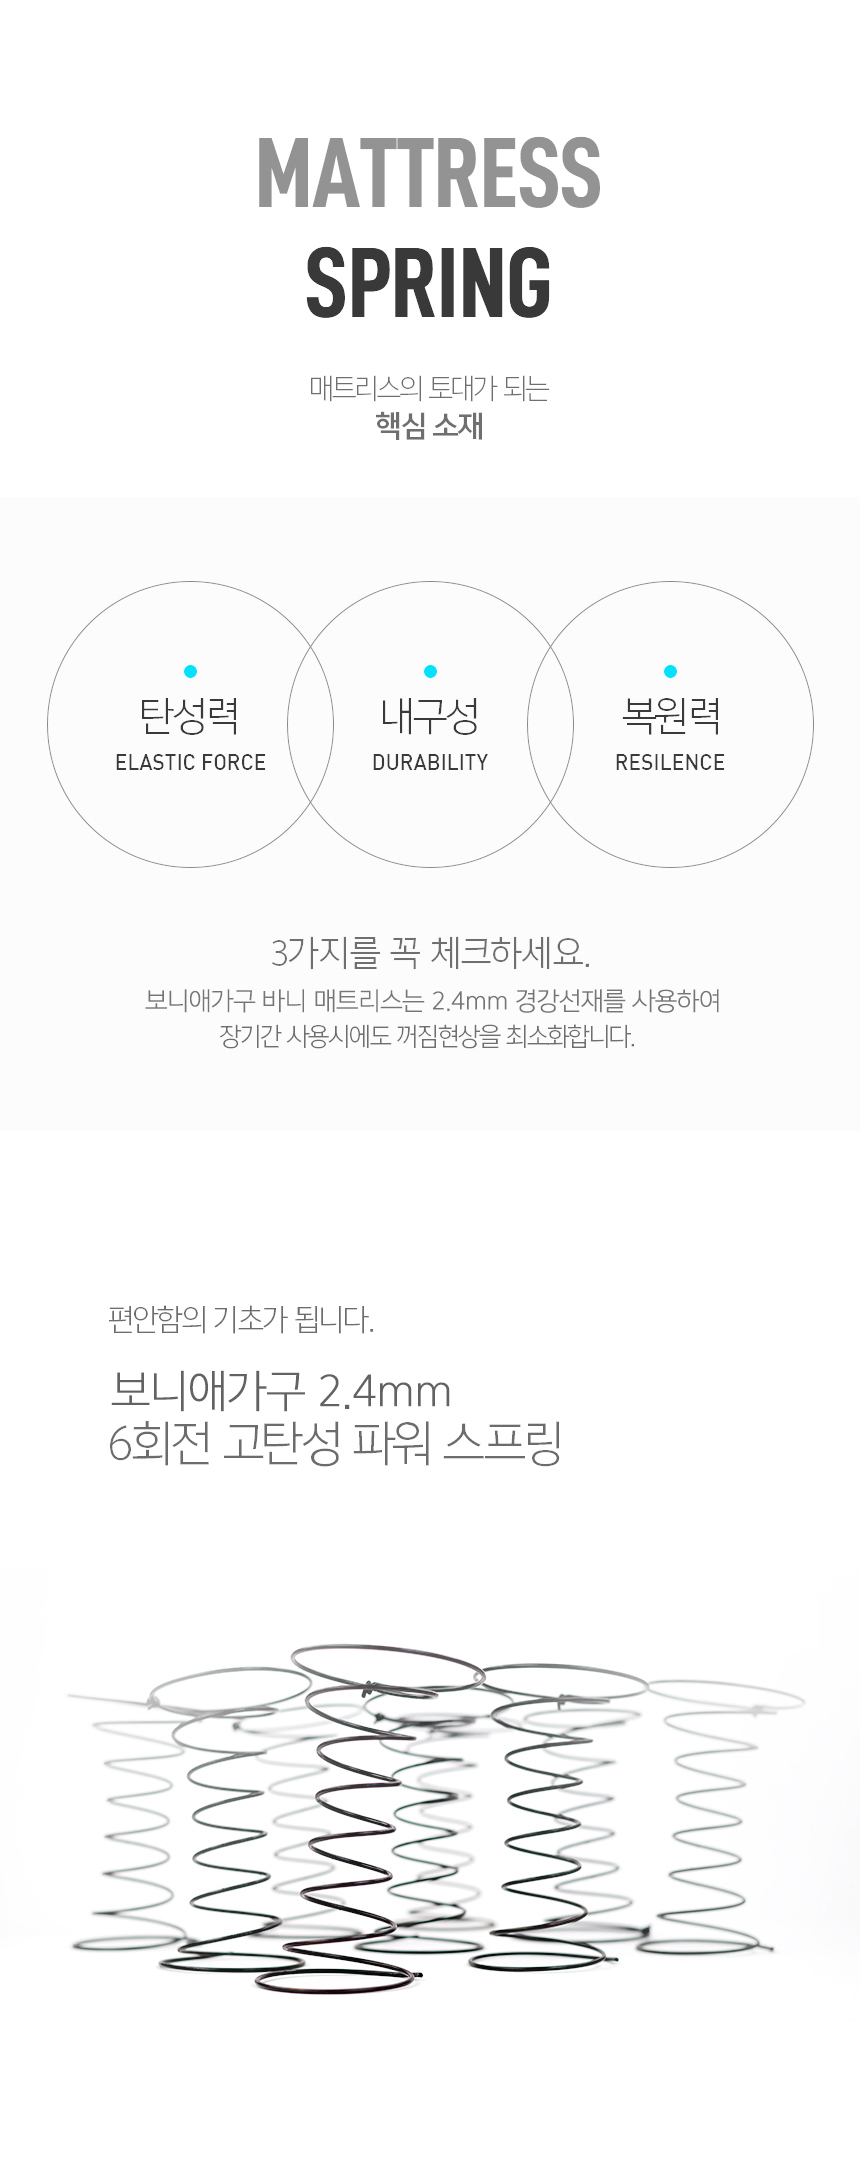 MATTRESS
SPRING
매트리스의 토대가 되는
핵심 소재
탄성력
ELASTIC FORCE
내구성
DURABILITY
복원력
RESILENCE
3가지를 꼭 체크하세요.
보니애가구 바니 매트리스는 2.4mm 경강선재를 사용하여
장기간 사용시에도 꺼짐현상을 최소화합니다.
편안함의 기초가 됩니다.
보니애가구 2.4mm
6회전 고탄성 파워 스프링